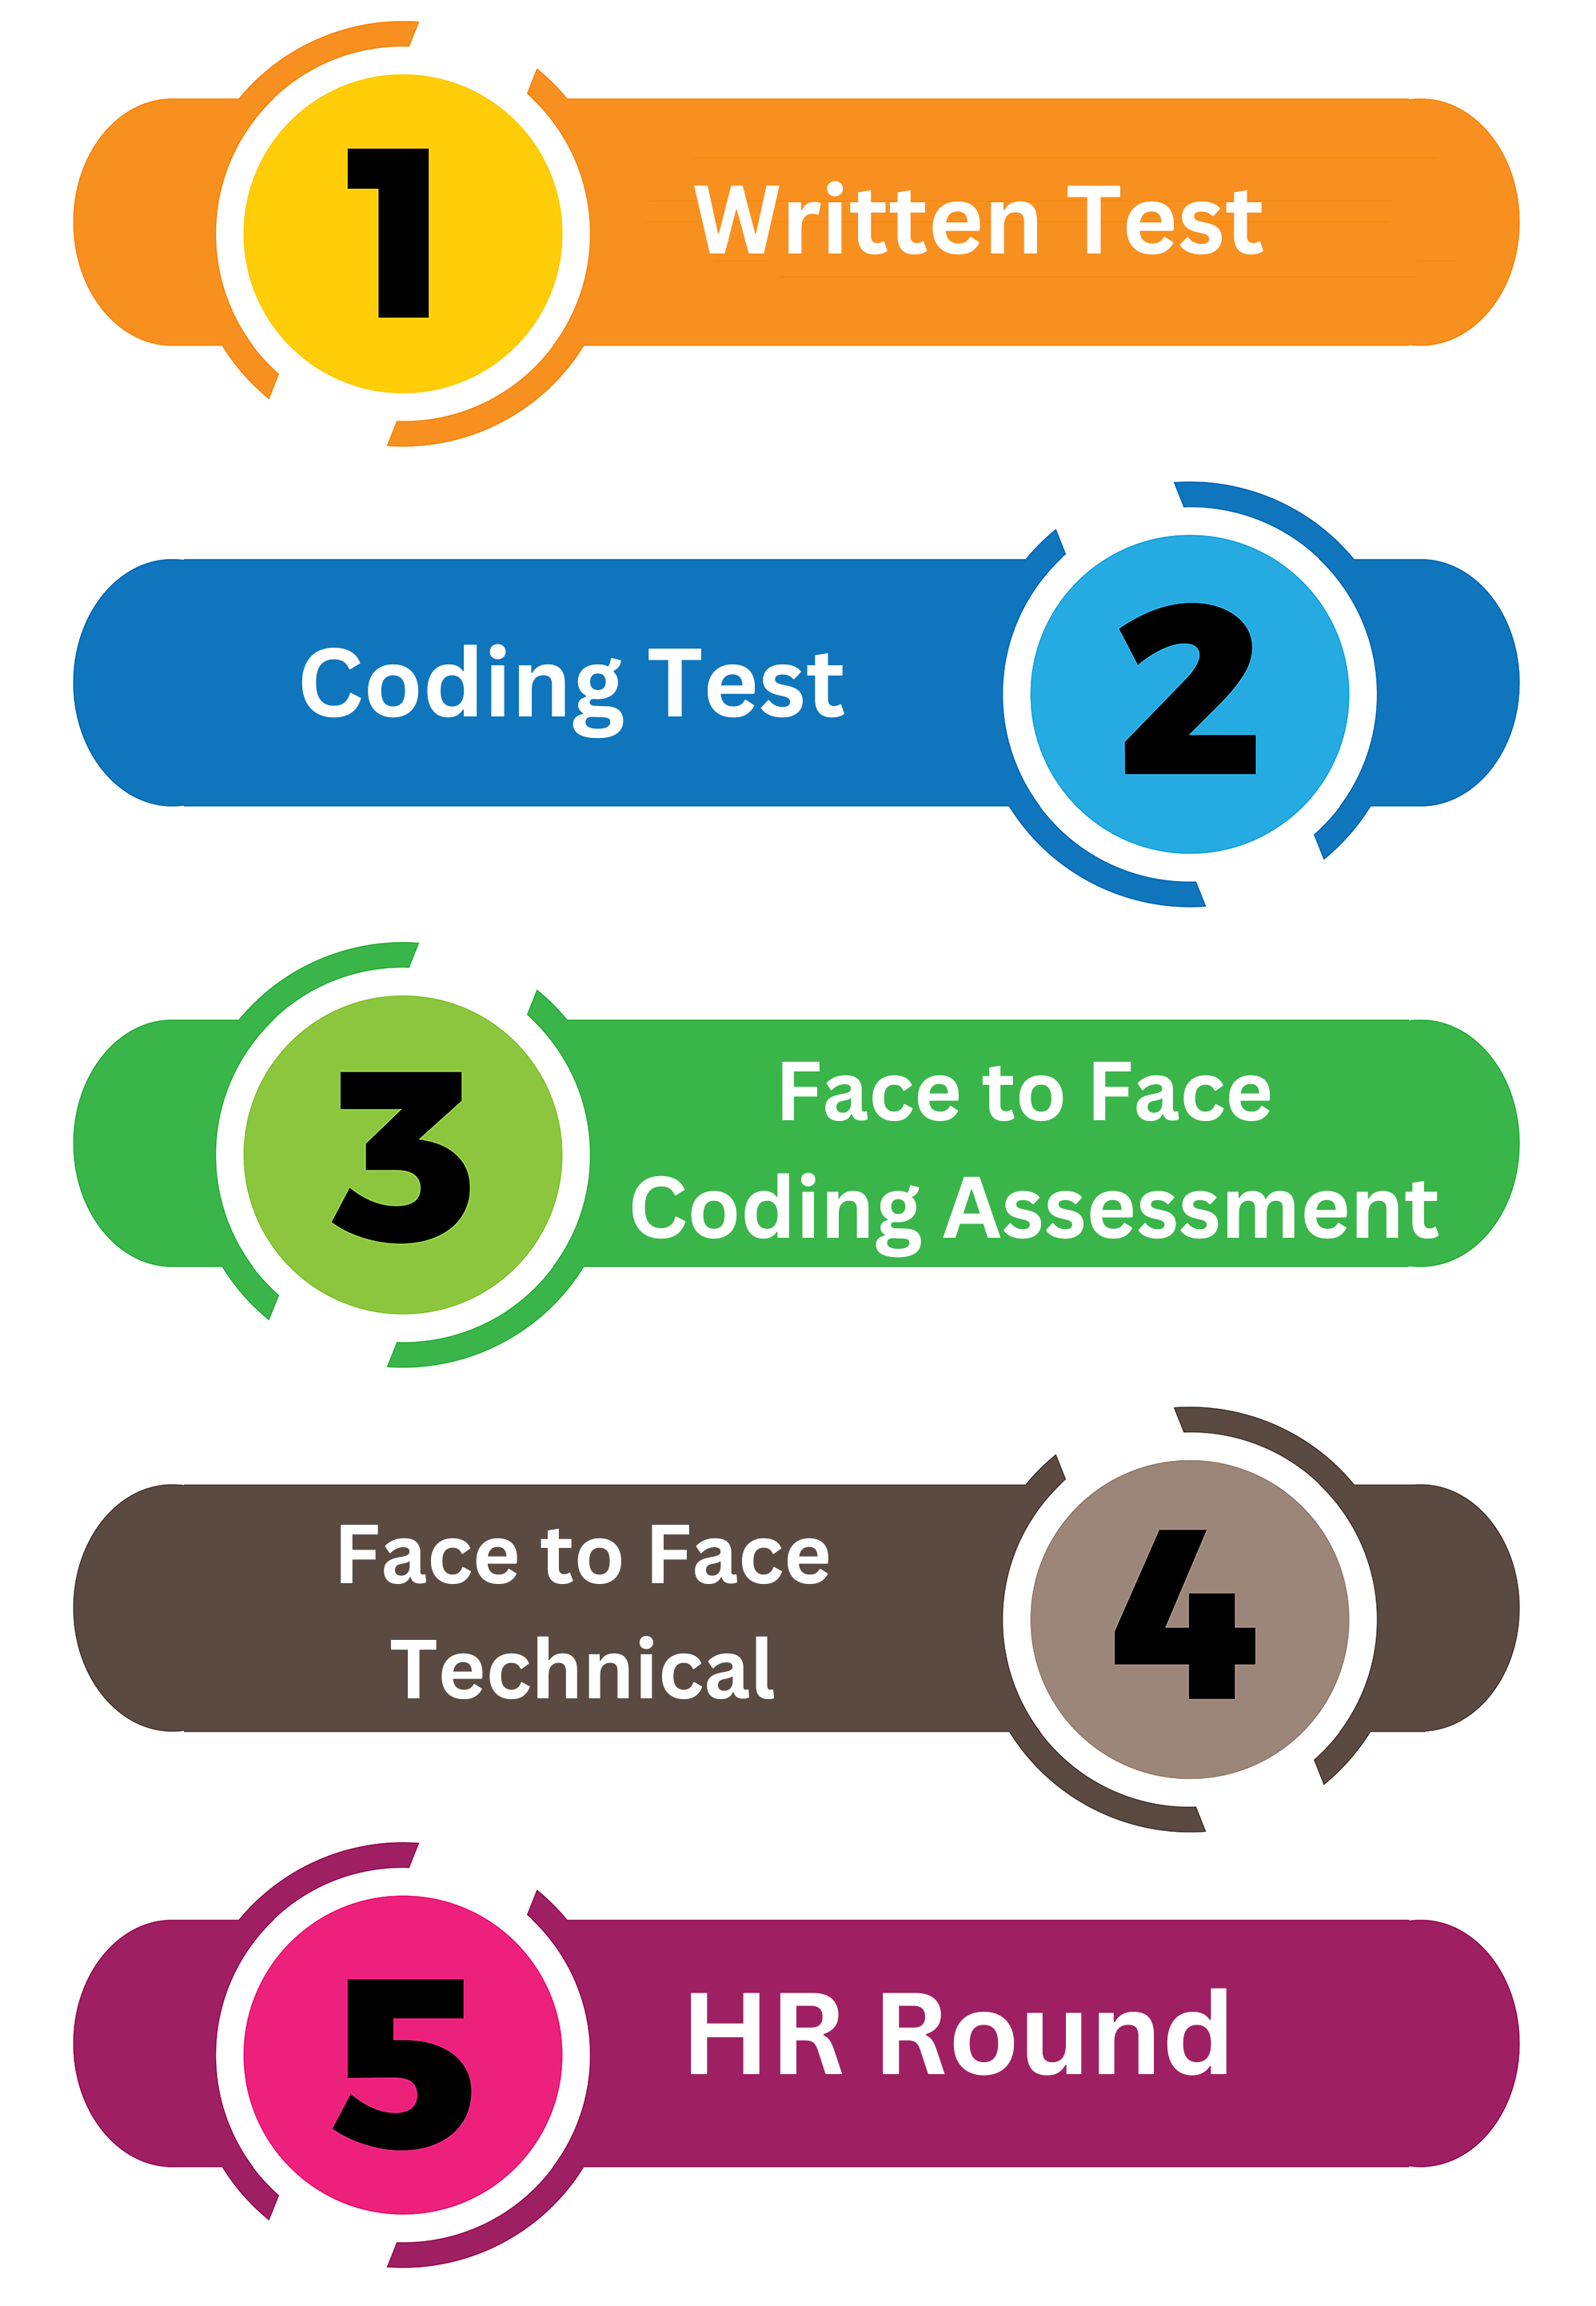 1
Written Test
Coding Test
2
3
Face to Face
Coding Assessment
Face to Face
Technical
4
5
HR Round